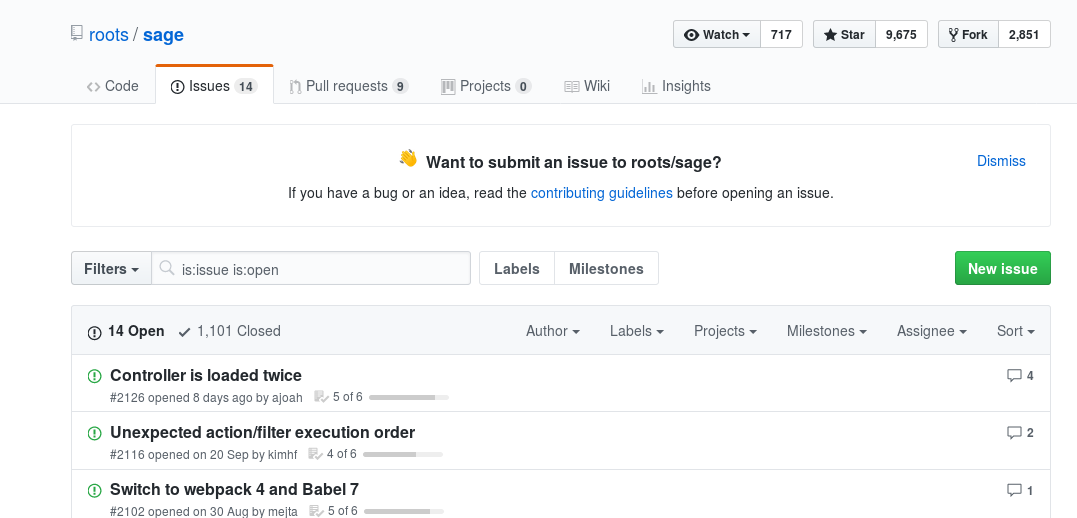 roots / sage
Watch 717 Star 9,675 Fork 2,851
Code Issues 14 Pull requests 9 Projects 0 Wiki Insights
Want to submit an issue to roots/sage? Dismiss
If you have a bug or an idea, read the contributing guidelines before opening an issue.
Filters is:issue is:open Labels Milestones New issue
14 Open 1,101 Closed Author Labels Projects Milestones Assignee Sort
Controller is loaded twice 4
#2126 opened 8 days ago by ajoah 5 of 6
Unexpected action/filter execution order 2
#2116 opened on 20 Sep by kimhf 4 of 6
Switch to webpack 4 and Babel 7 1
#2102 opened on 30 Aug by mejta 5 of 6